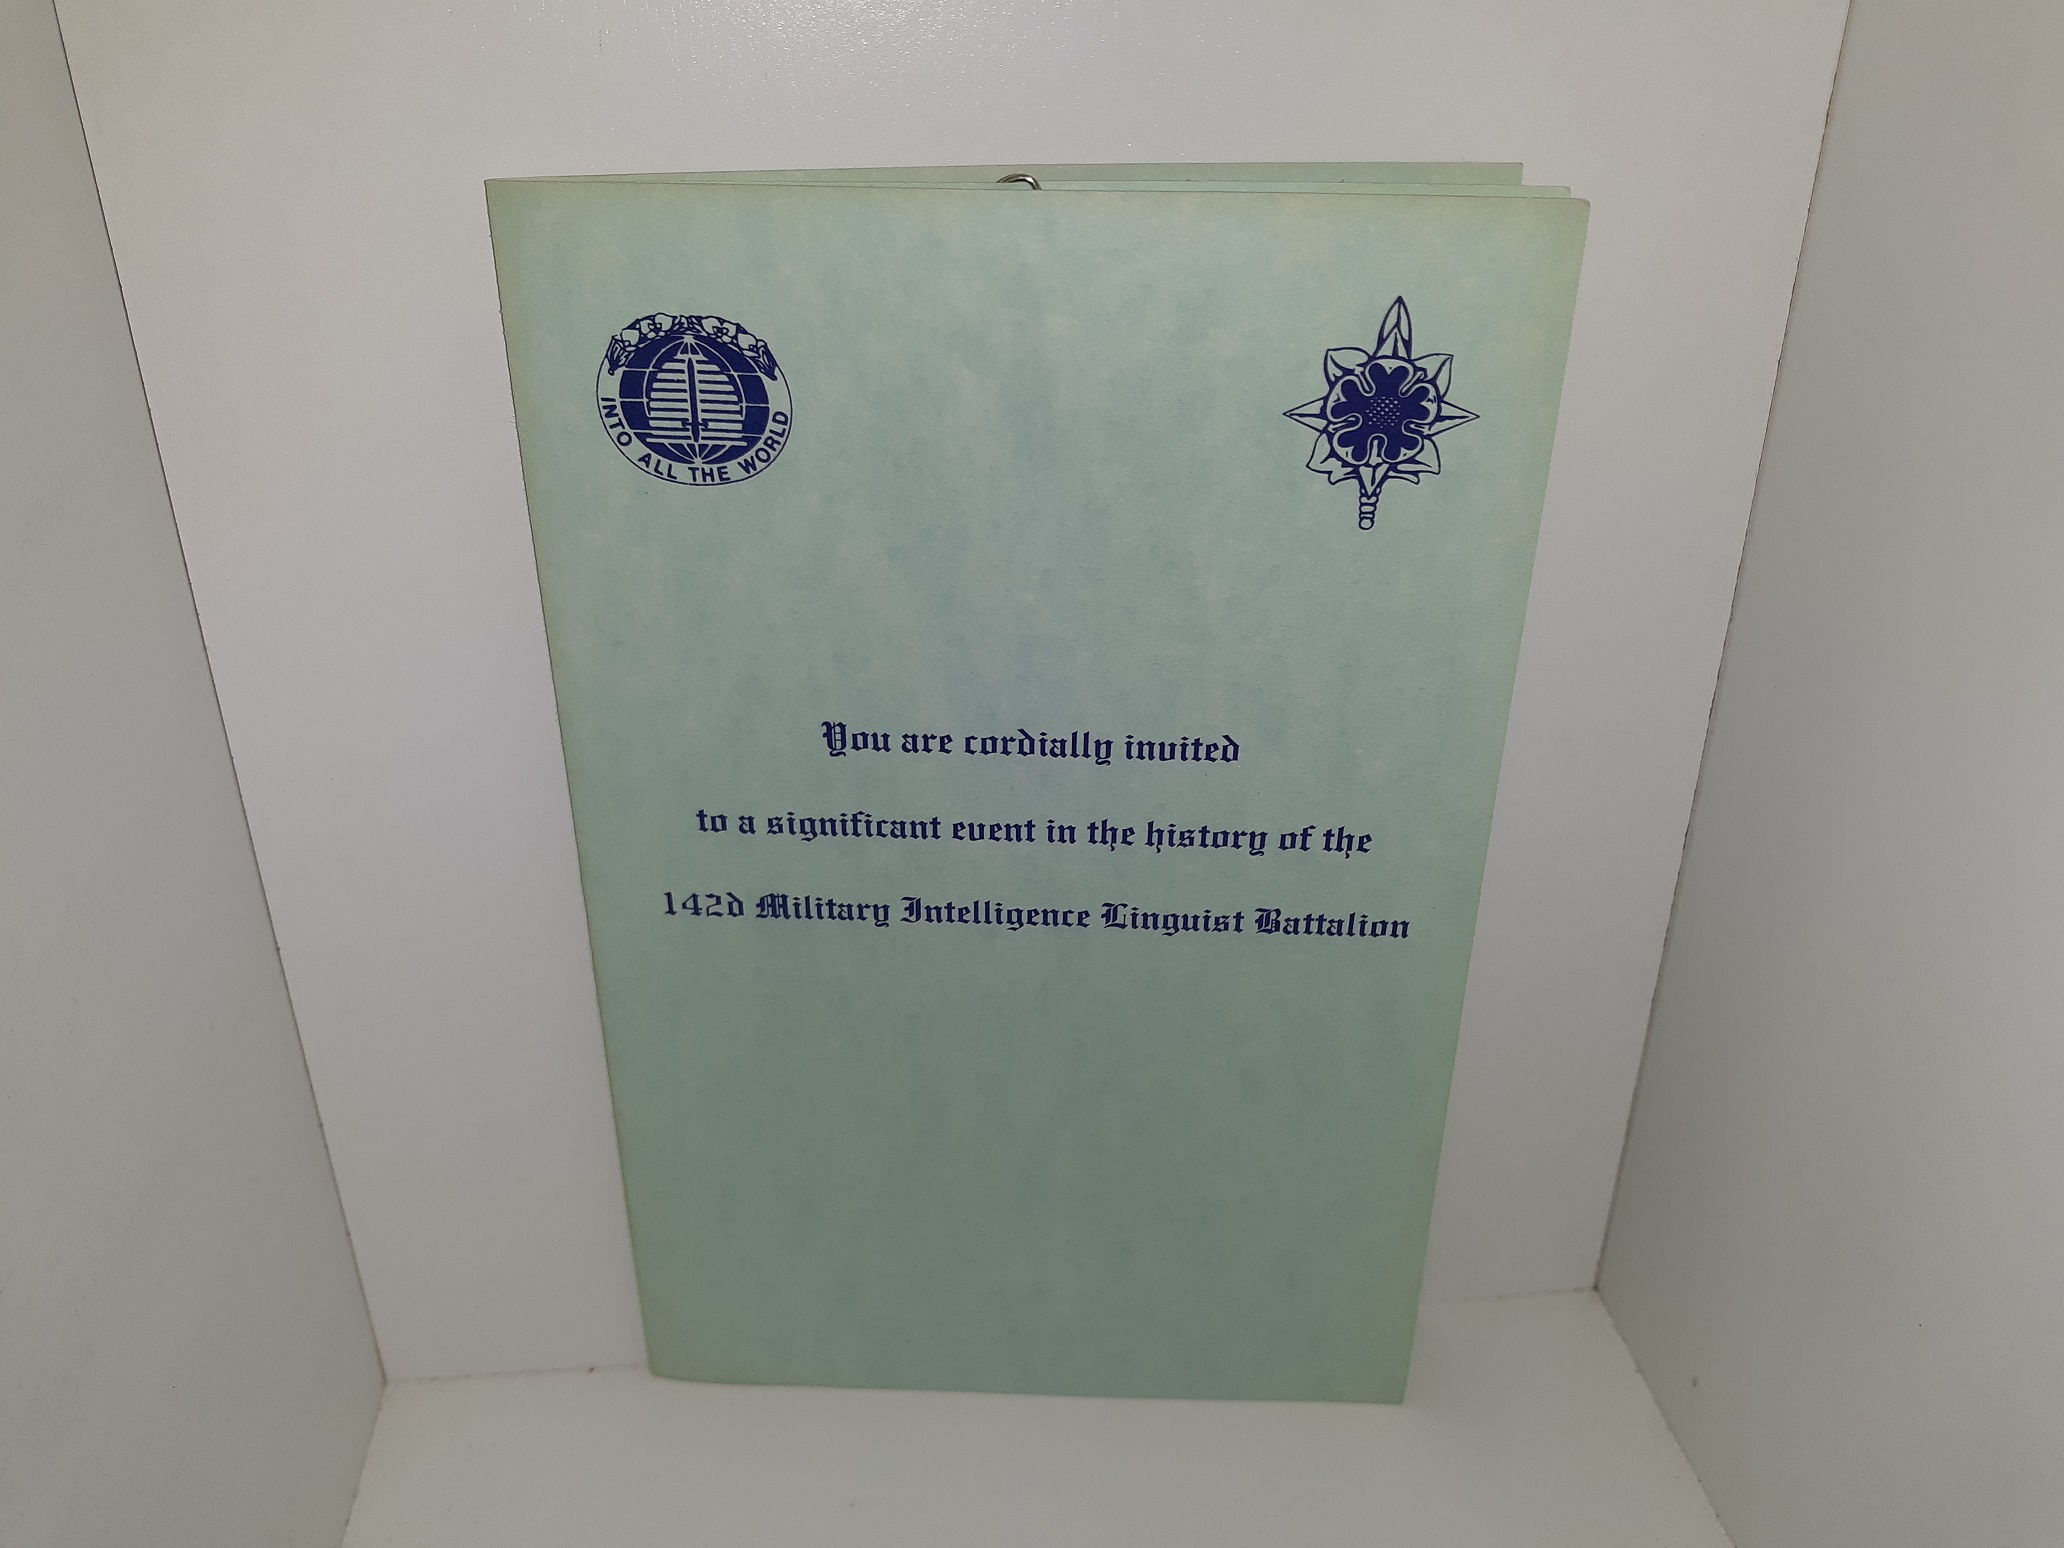 INTO ALL THE WORLD
You are cordially invited
to a significant event in the history of the
142d Military Intelligence Linguist Battalion